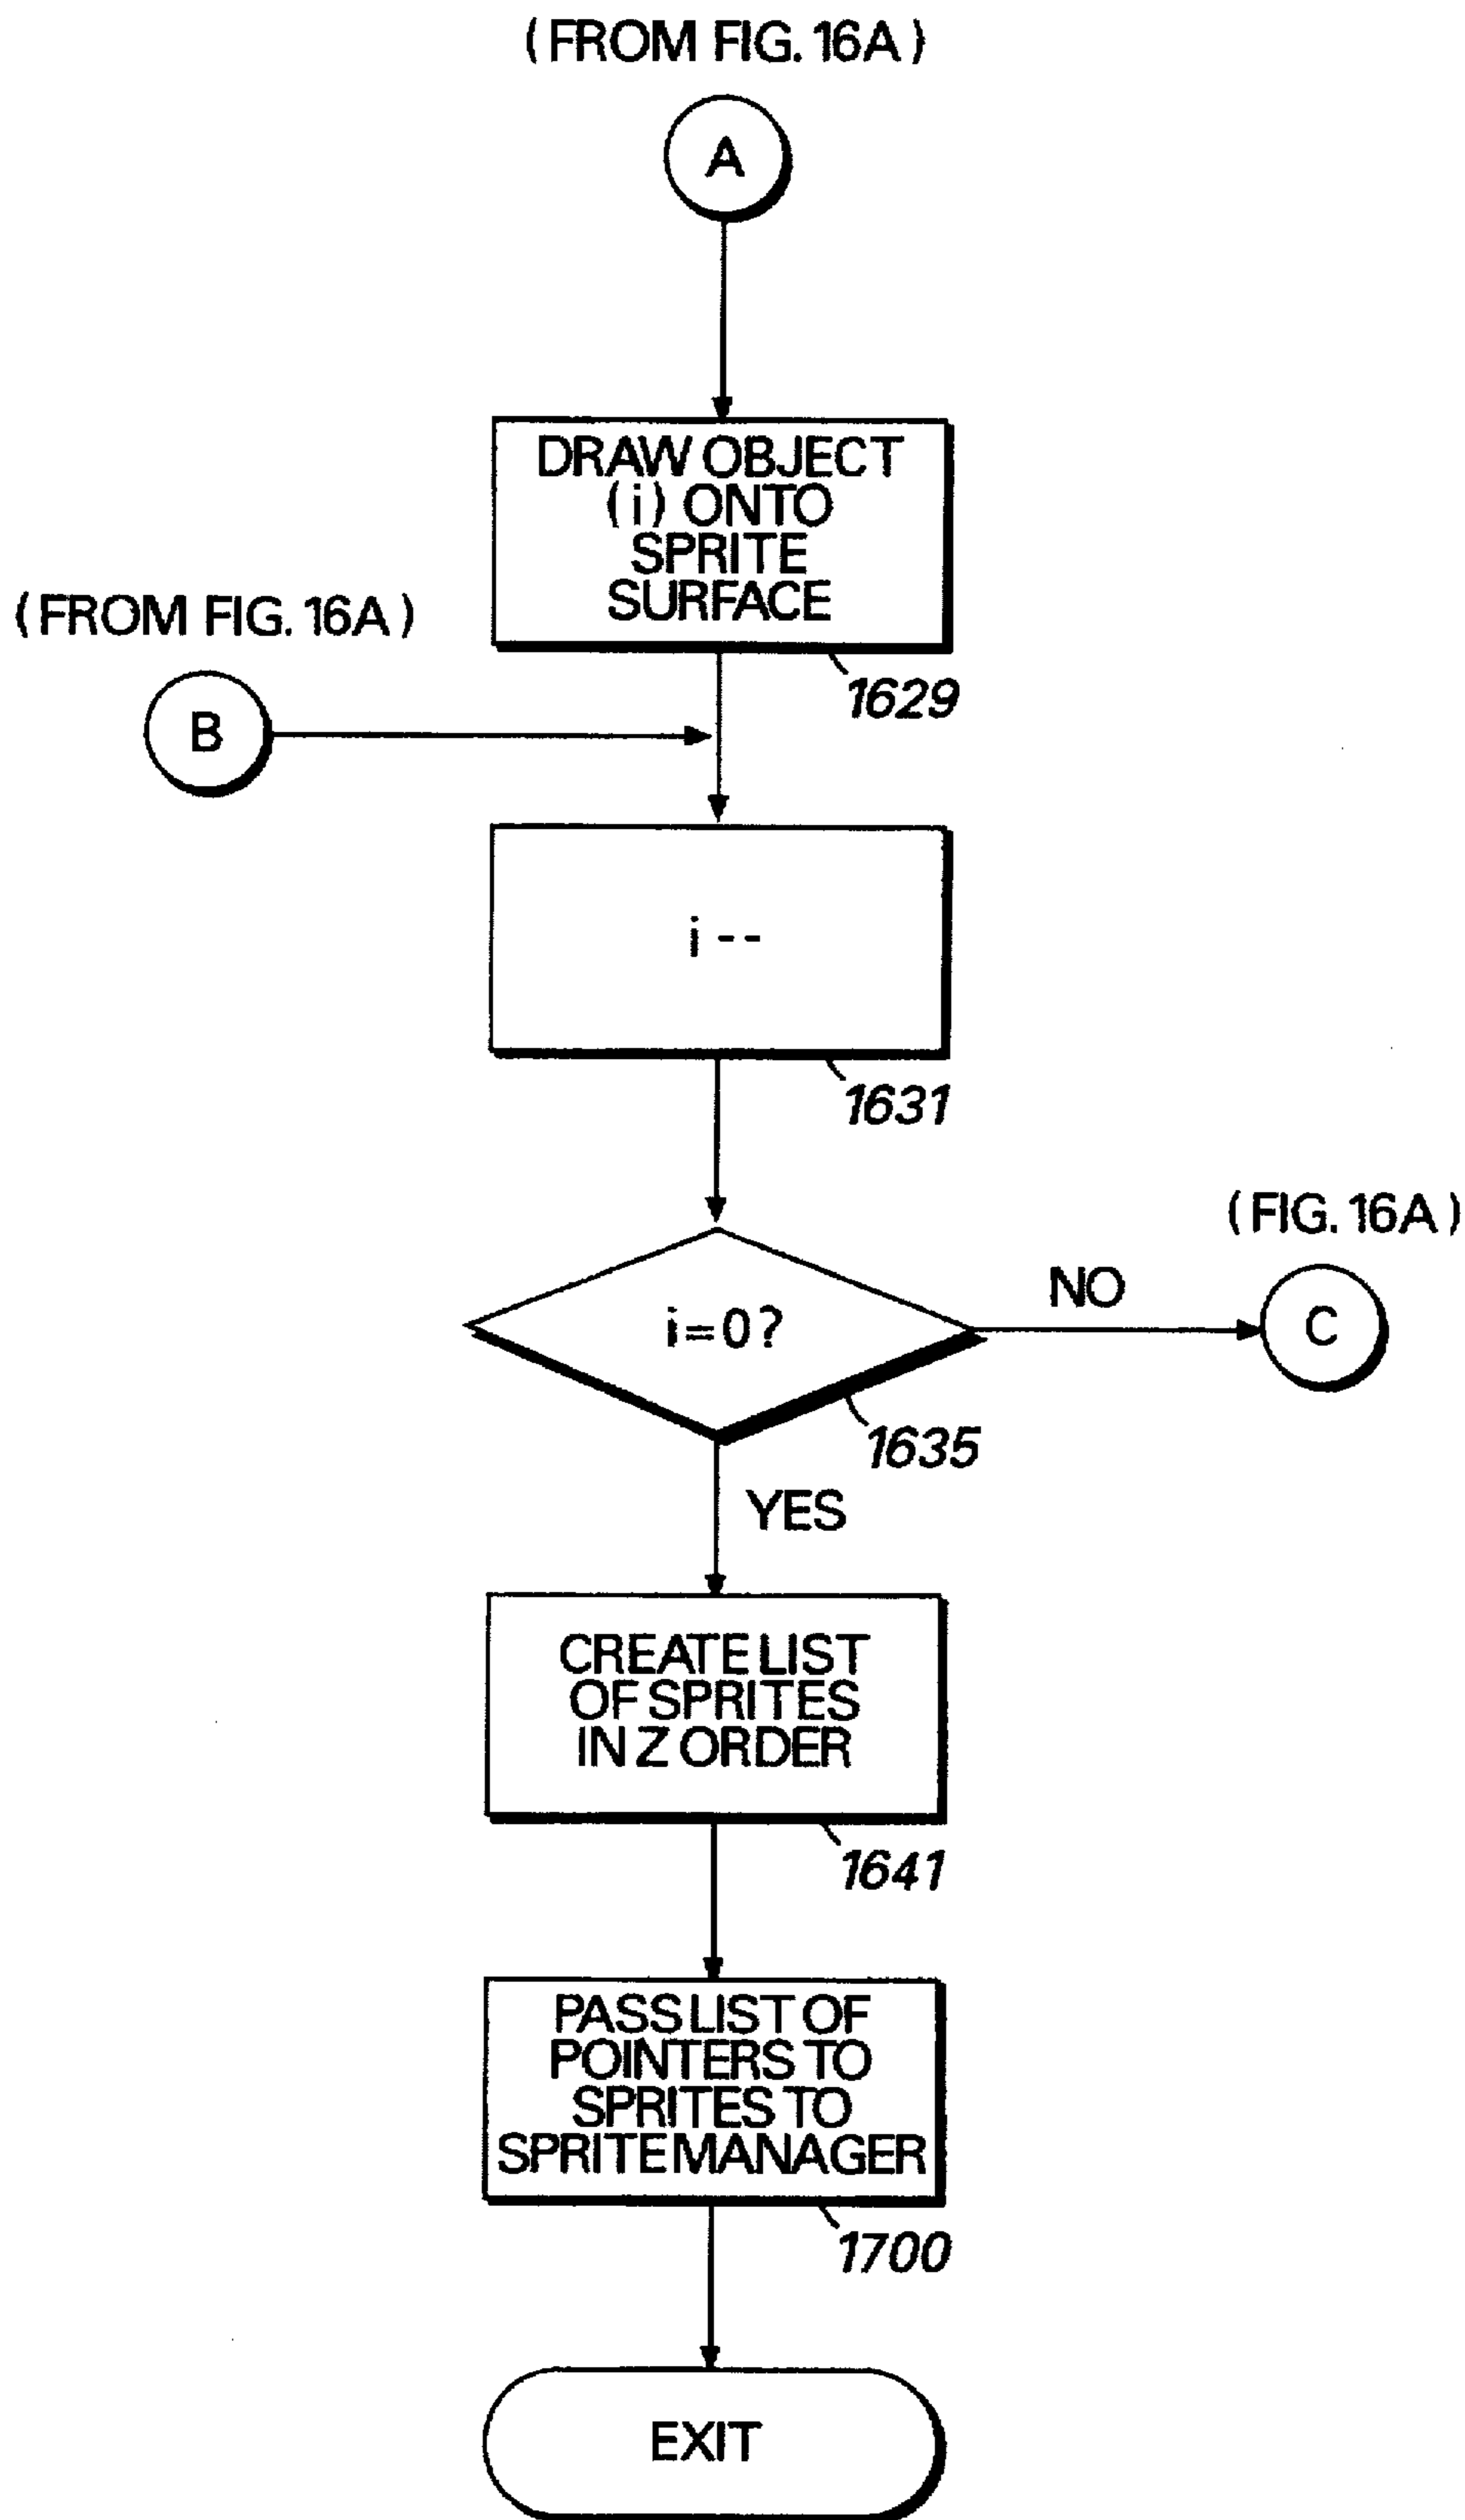 (FROM FIG. 16A)
A
DRAW OBJECT
(i) ONTO
SPRITE
SURFACE
1629
(FROM FIG. 16A)
B
i --
1631
i=0?
1635
NO
(FIG. 16A)
C
YES
CREATE LIST
OF SPRITES
IN Z ORDER
1641
PASS LIST OF
POINTERS TO
SPRITES TO
SPRITE MANAGER
1700
EXIT